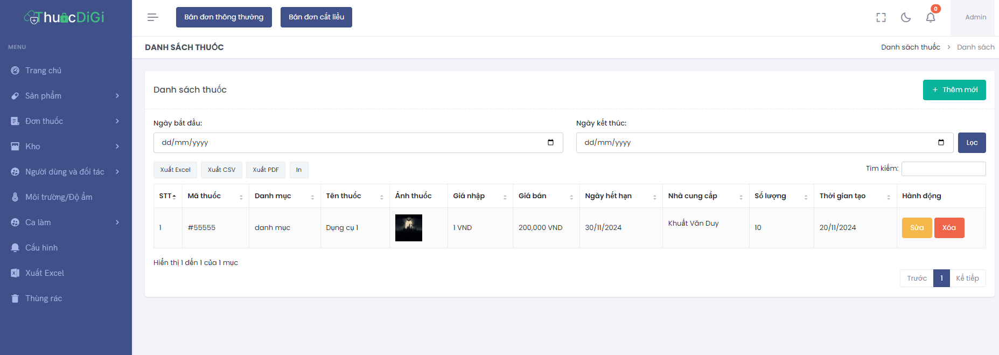 ThuốcDiGi
Bán đơn thông thường
Bán đơn cắt liều
0
Admin
MENU
Trang chủ
Sản phẩm
Đơn thuốc
Kho
Người dùng và đối tác
Môi trường/Độ ẩm
Ca làm
Cấu hình
Xuất Excel
Thùng rác
DANH SÁCH THUỐC
Danh sách thuốc > Danh sách
Danh sách thuốc
+ Thêm mới
Ngày bắt đầu:
Ngày kết thúc:
dd/mm/yyyy
dd/mm/yyyy
Lọc
Xuất Excel
Xuất CSV
Xuất PDF
In
Tìm kiếm:
STT Mã thuốc Danh mục Tên thuốc Ảnh thuốc Giá nhập Giá bán Ngày hết hạn Nhà cung cấp Số lượng Thời gian tạo Hành động
1 #55555 danh mục Dụng cụ 1 1 VND 200,000 VND 30/11/2024 Khuất Văn Duy 10 20/11/2024 Sửa Xóa
Hiển thị 1 đến 1 của 1 mục
Trước 1 Kế tiếp